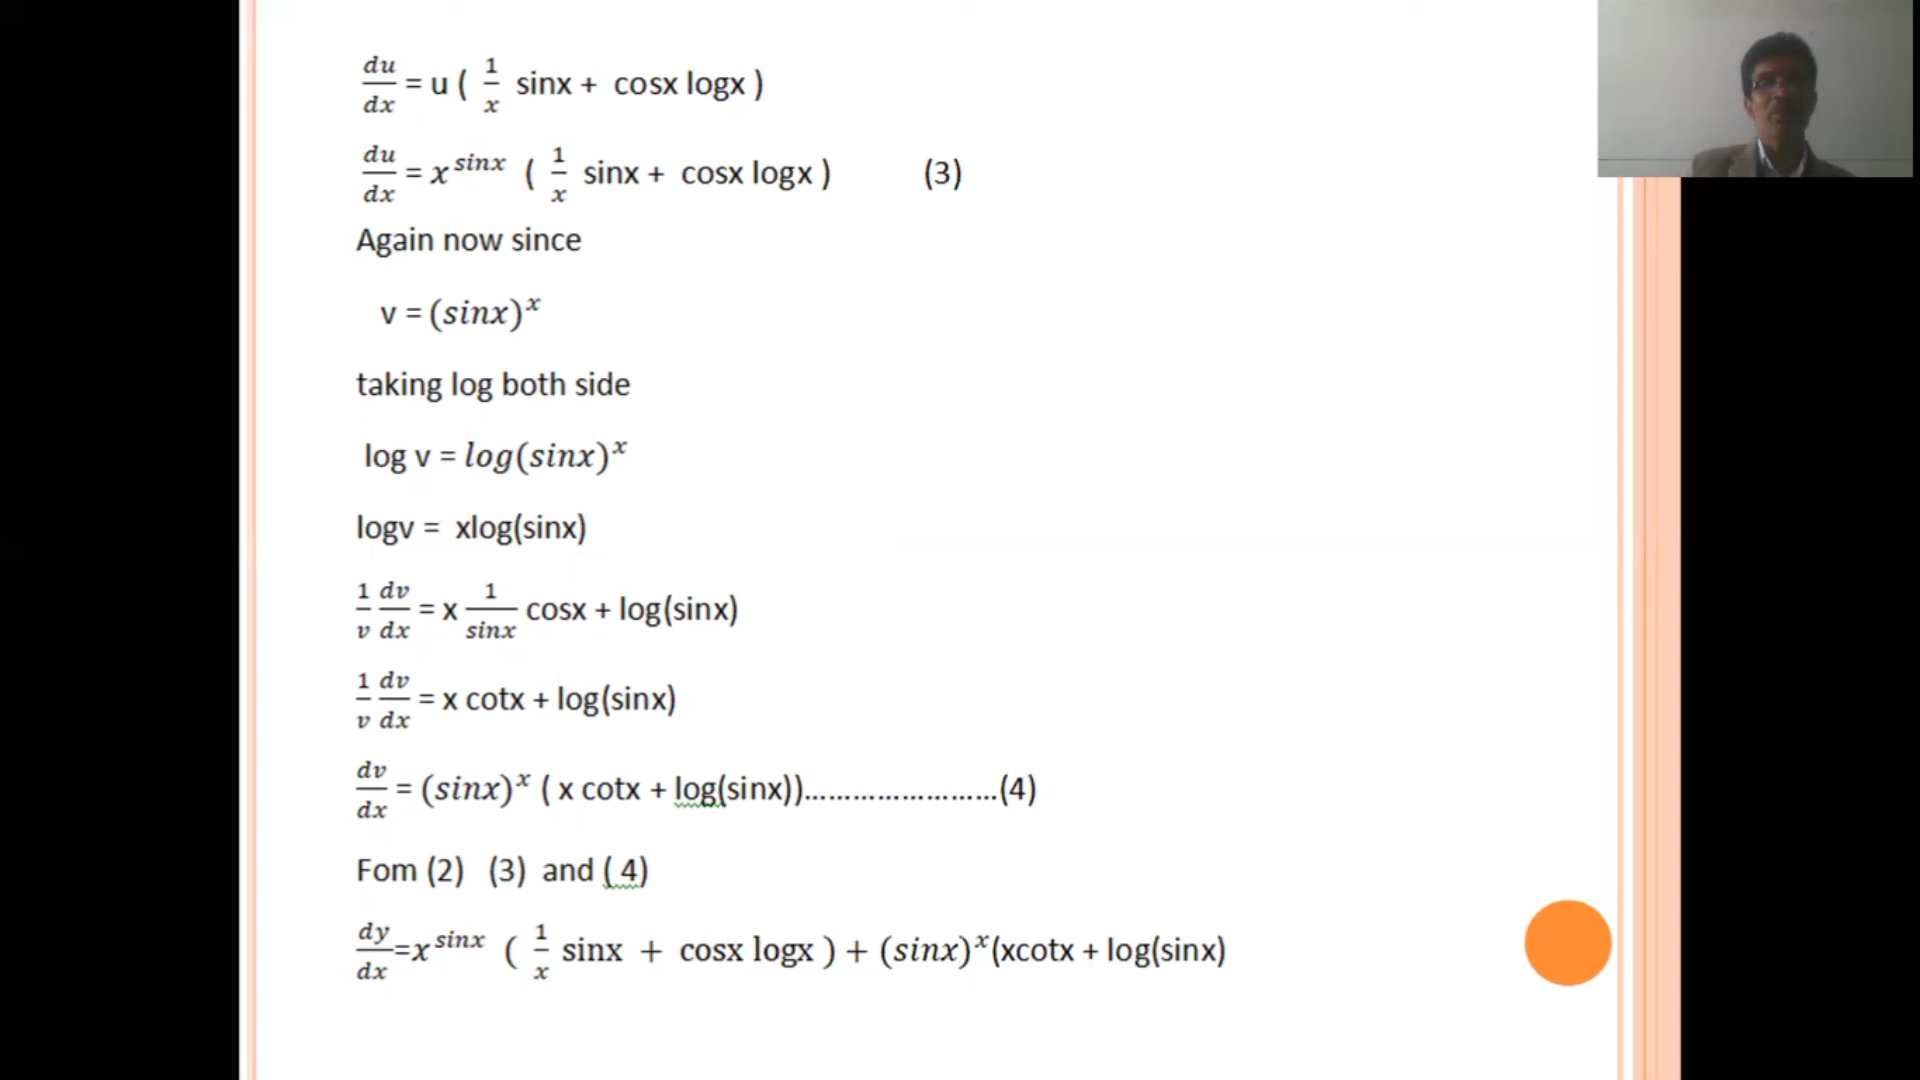 du/dx = u ( 1/x sinx + cosx logx )
du/dx = x^sinx ( 1/x sinx + cosx logx ) (3)
Again now since
v = (sinx)^x
taking log both side
log v = log(sinx)^x
logv = xlog(sinx)
1/v dv/dx = x 1/sinx cosx + log(sinx)
1/v dv/dx = x cotx + log(sinx)
dv/dx = (sinx)^x ( x cotx + log(sinx))........................(4)
Fom (2) (3) and ( 4)
dy/dx=x^sinx ( 1/x sinx + cosx logx ) + (sinx)^x(xcotx + log(sinx)